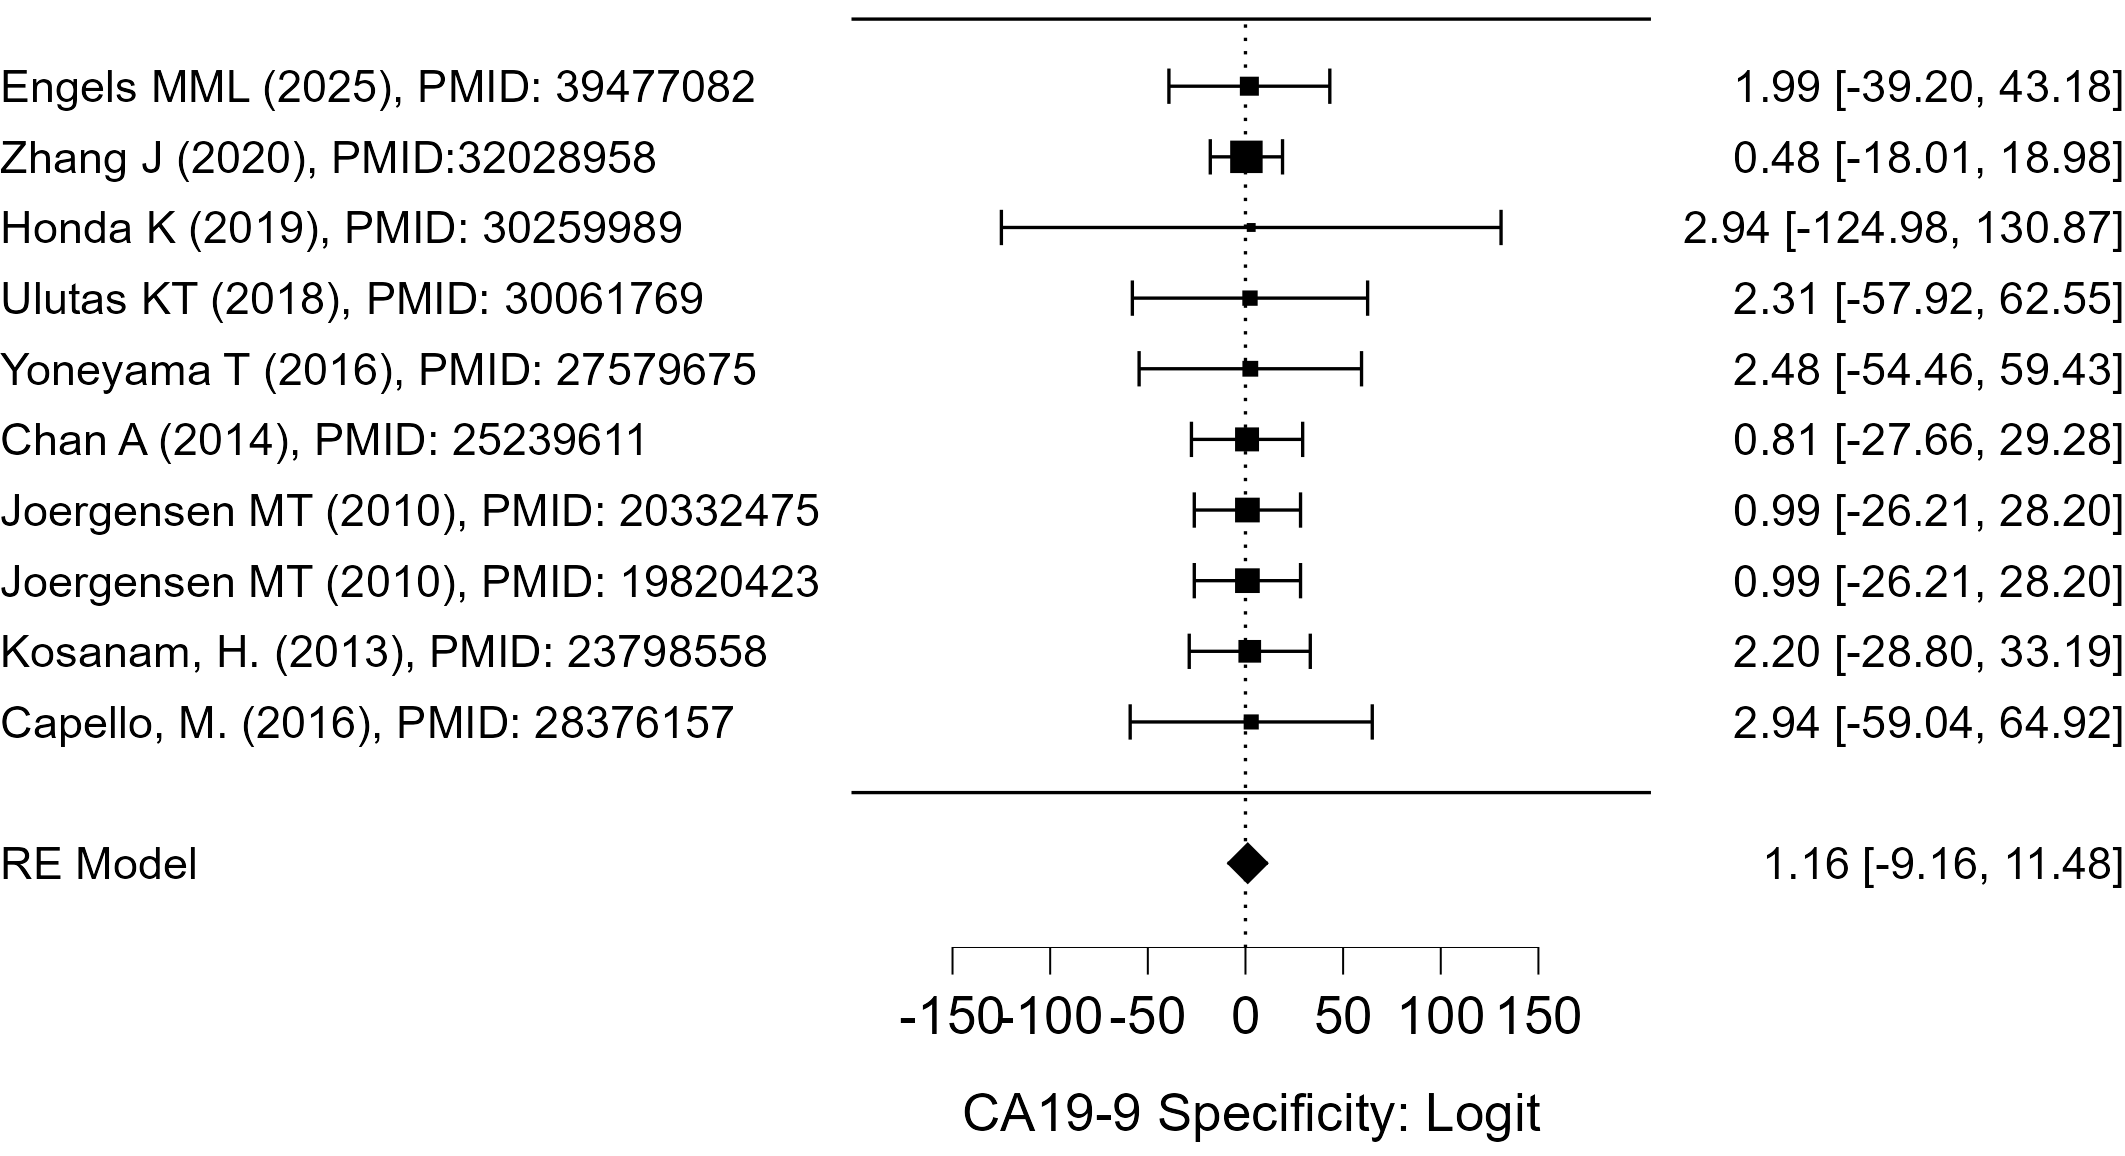 Engels MML (2025), PMID: 39477082 1.99 [-39.20, 43.18]
Zhang J (2020), PMID:32028958 0.48 [-18.01, 18.98]
Honda K (2019), PMID: 30259989 2.94 [-124.98, 130.87]
Ulutas KT (2018), PMID: 30061769 2.31 [-57.92, 62.55]
Yoneyama T (2016), PMID: 27579675 2.48 [-54.46, 59.43]
Chan A (2014), PMID: 25239611 0.81 [-27.66, 29.28]
Joergensen MT (2010), PMID: 20332475 0.99 [-26.21, 28.20]
Joergensen MT (2010), PMID: 19820423 0.99 [-26.21, 28.20]
Kosanam, H. (2013), PMID: 23798558 2.20 [-28.80, 33.19]
Capello, M. (2016), PMID: 28376157 2.94 [-59.04, 64.92]
RE Model 1.16 [-9.16, 11.48]
-150 -100 -50 0 50 100 150
CA19-9 Specificity: Logit